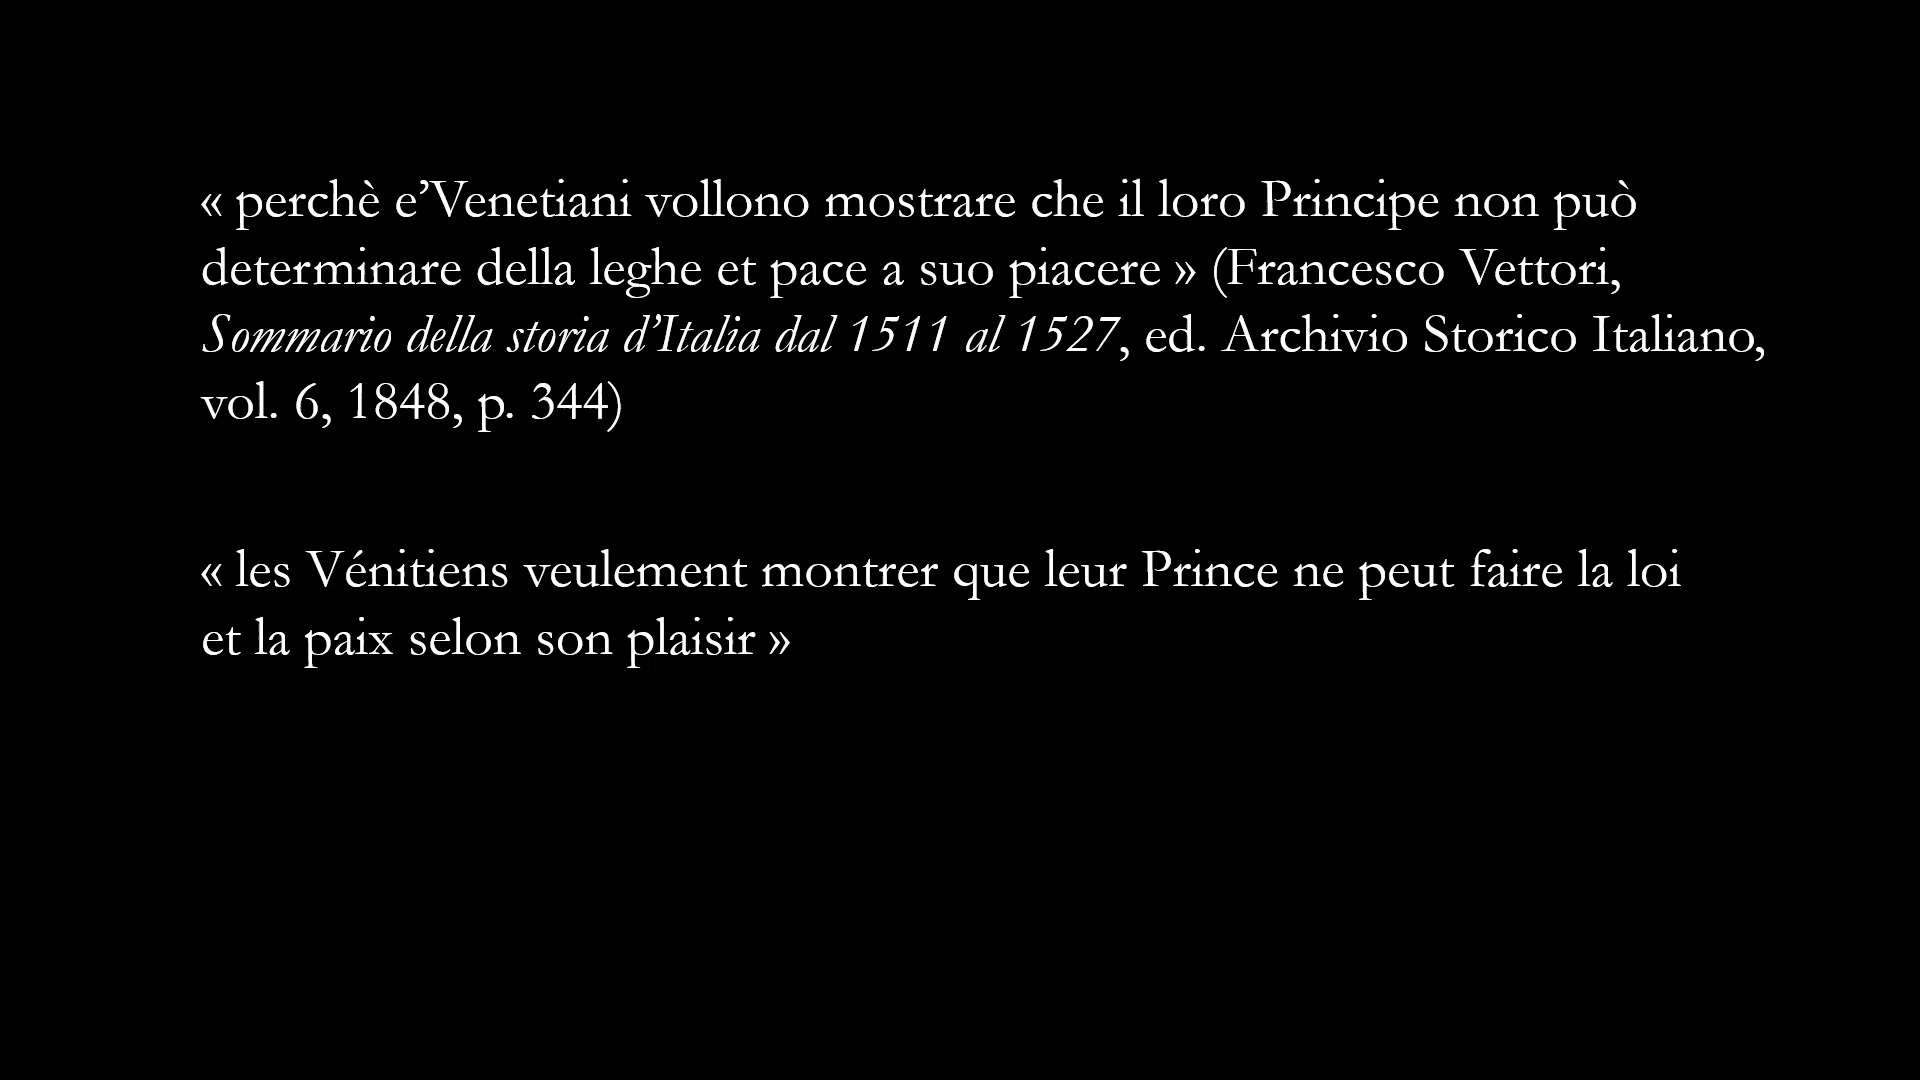 « perchè e’Venetiani vollono mostrare che il loro Principe non può
determinare della leghe et pace a suo piacere » (Francesco Vettori,
Sommario della storia d’Italia dal 1511 al 1527, ed. Archivio Storico Italiano,
vol. 6, 1848, p. 344)
« les Vénitiens veulement montrer que leur Prince ne peut faire la loi
et la paix selon son plaisir »